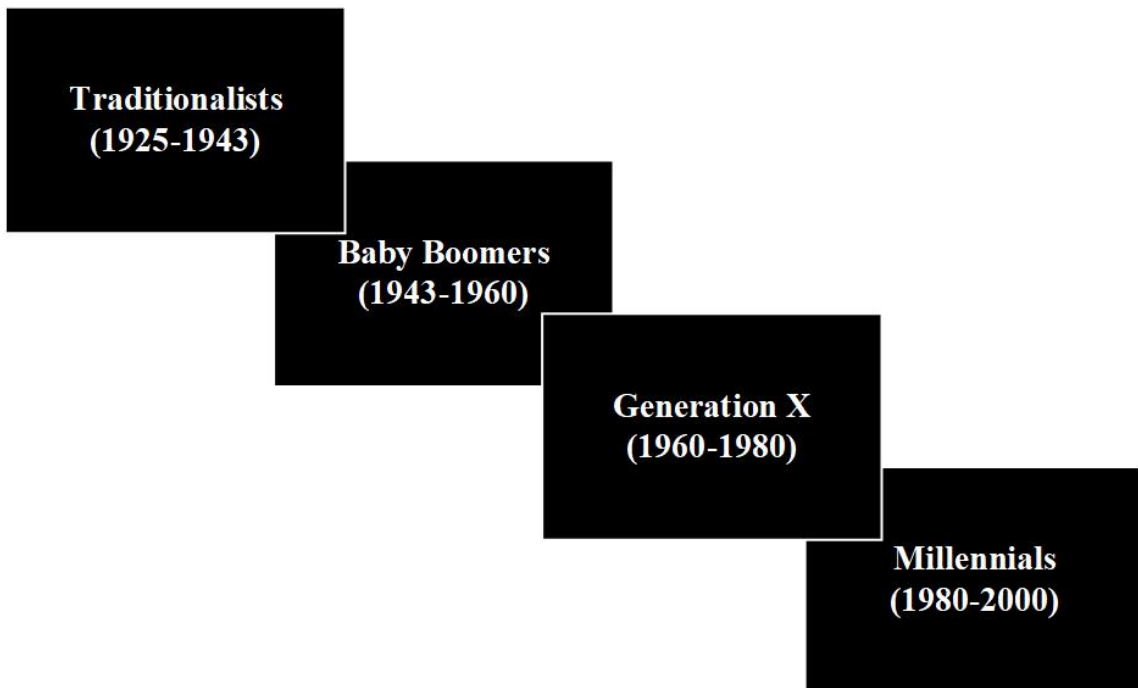 Traditionalists
(1925-1943)
Baby Boomers
(1943-1960)
Generation X
(1960-1980)
Millennials
(1980-2000)